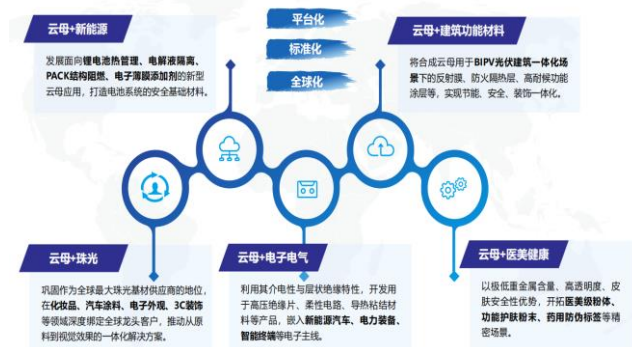 云母+新能源
发展面向锂电池热管理、电解液隔离、
PACK结构阻燃、电子薄膜添加剂的新型
云母应用，打造电池系统的安全基础材料。
平台化
标准化
全球化
云母+建筑功能材料
将合成云母用于BIPV光伏建筑一体化场
景下的反射膜、防火隔热层、高耐候功能
涂层等，实现节能、安全、装饰一体化。
云母+珠光
巩固作为全球最大珠光基材供应商的地位，
在化妆品、汽车涂料、电子外观、3C装饰
等领域深度绑定全球龙头客户，推动从原
料到视觉效果的一体化解决方案。
云母+电子电气
利用其介电性与层状绝缘特性，开发用
于高压绝缘片、柔性电路、导热粘结材
料等产品，嵌入新能源汽车、电力装备、
智能终端等电子主线。
云母+医美健康
以极低重金属含量、高透明度、皮
肤安全性优势，开拓医美级粉体、
功能护肤粉末、药用防伪标签等精
密场景。